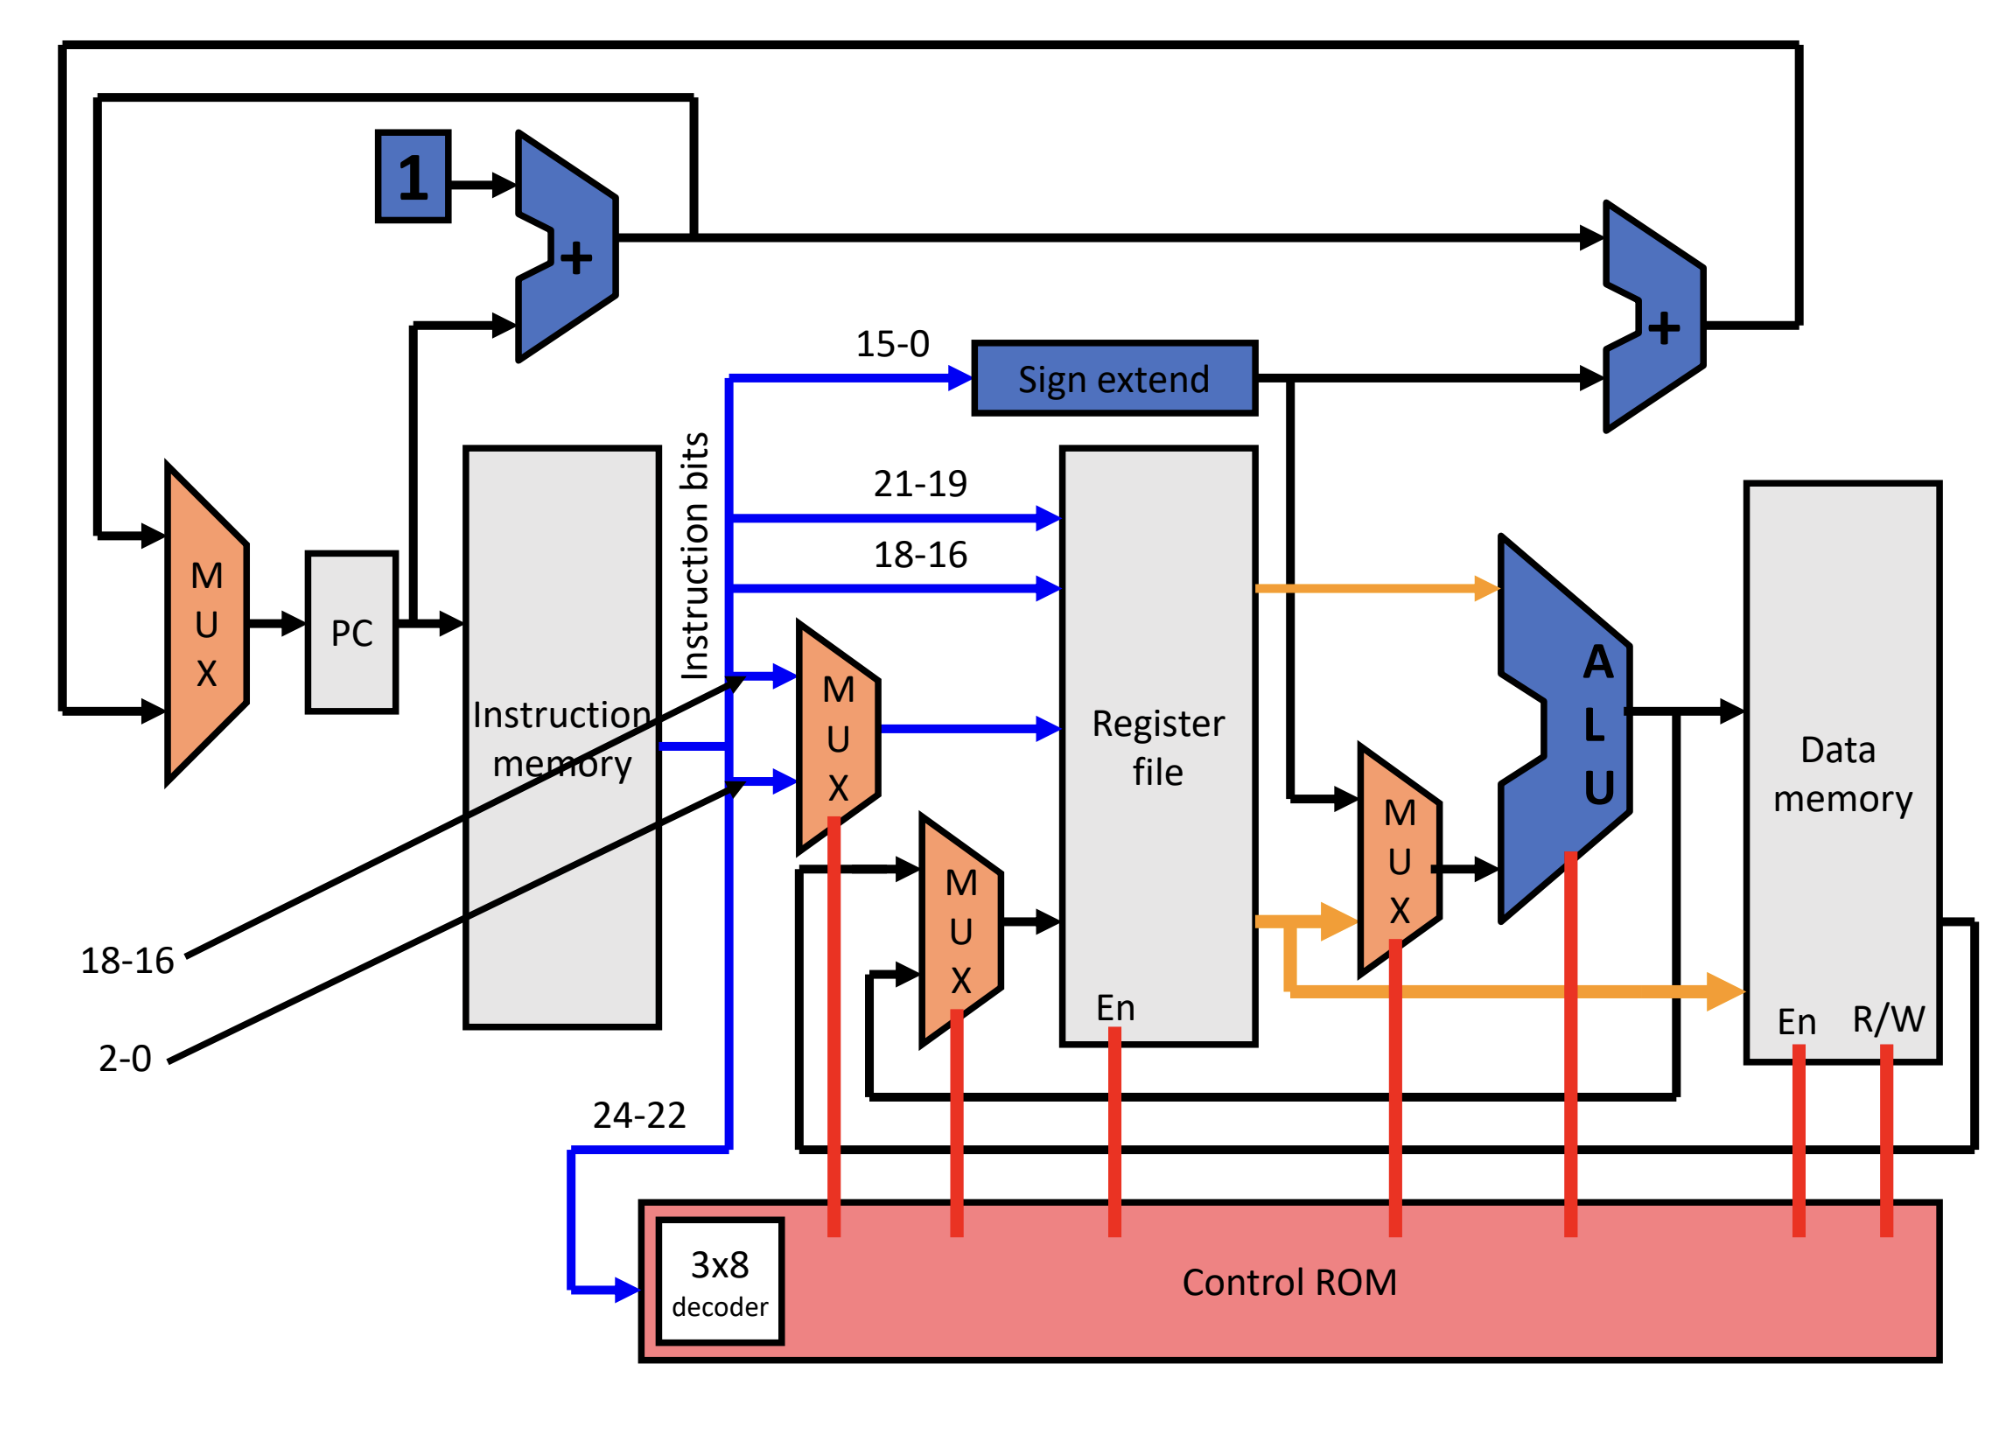 1
+
+
15-0
Sign extend
Instruction bits
21-19
18-16
M
U
X
PC
Instruction
memory
M
U
X
Register
file
En
M
U
X
M
U
X
A
L
U
Data
memory
En
R/W
18-16
2-0
24-22
3x8
decoder
Control ROM